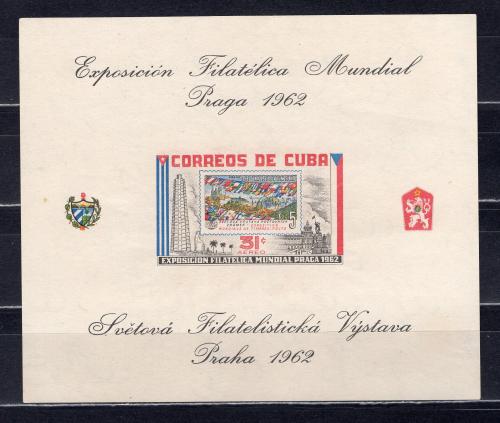 Exposición Filatélica Mundial
Praga 1962
CORREOS DE CUBA
5
31¢
AEREO
EXPOSICION FILATELICA MUNDIAL PRAGA 1962
Světová Filatelistická Výstava
Praha 1962